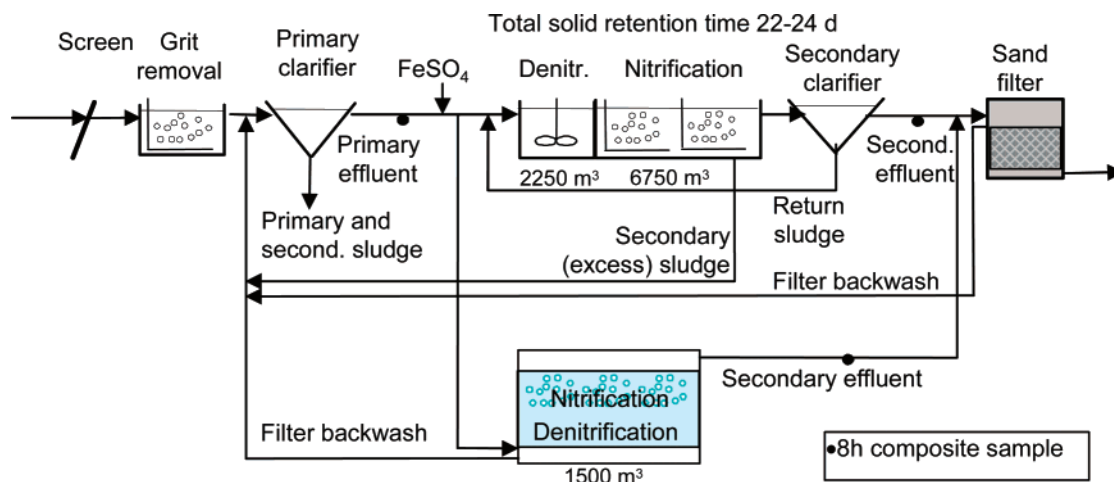 Total solid retention time 22-24 d
Screen
Grit
removal
Primary
clarifier
FeSO4
Denitr.
Nitrification
Secondary
clarifier
Sand
filter
Primary
effluent
2250 m³
6750 m³
Second.
effluent
Primary and
second. sludge
Return
sludge
Secondary
(excess) sludge
Filter backwash
Secondary effluent
Nitrification
Denitrification
Filter backwash
1500 m³
8h composite sample